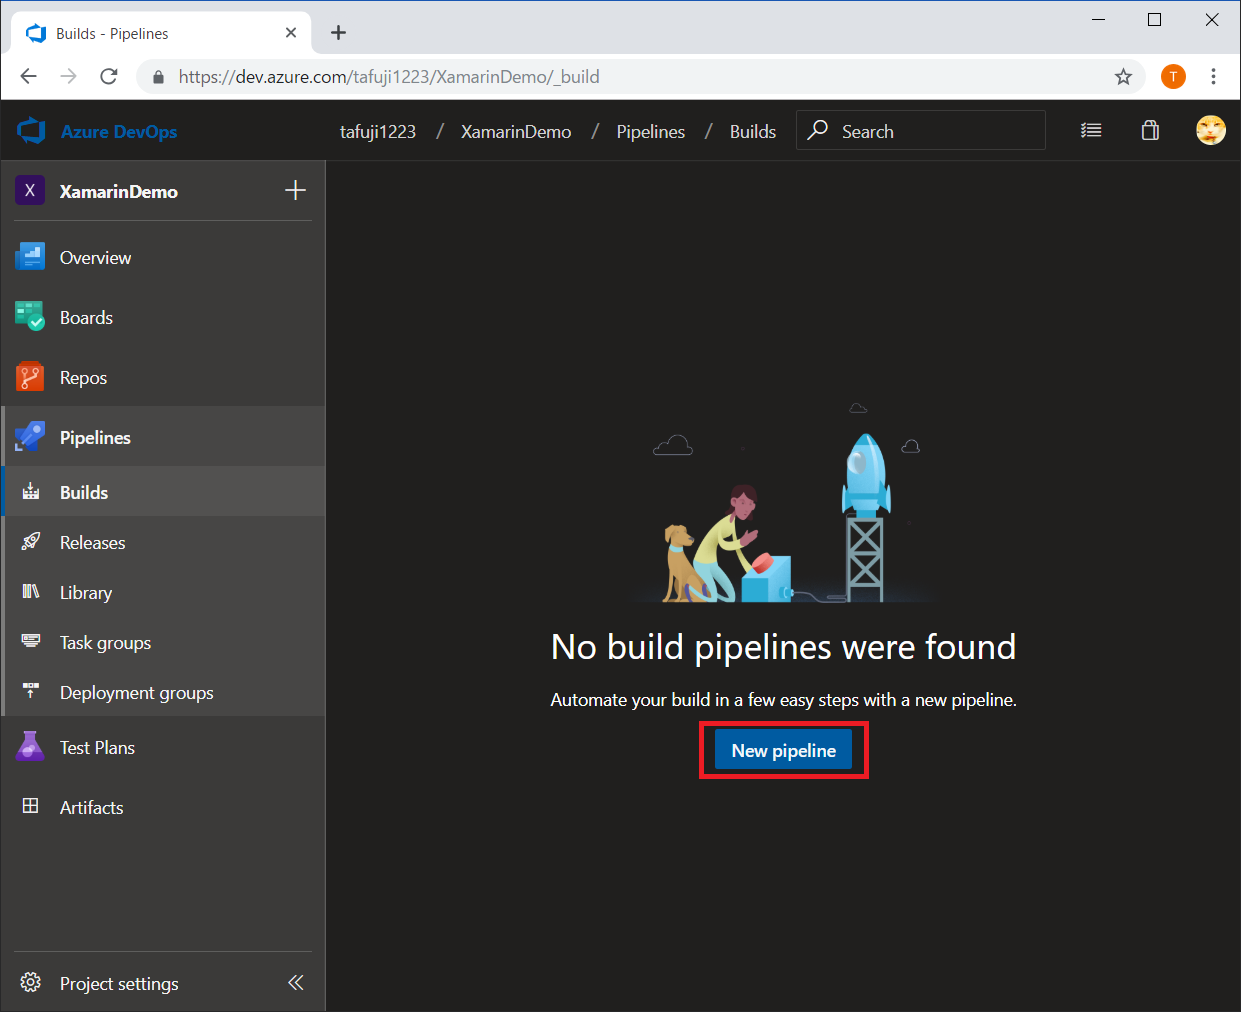 Builds - Pipelines
https://dev.azure.com/tafuji1223/XamarinDemo/_build
T
Azure DevOps
tafuji1223 / XamarinDemo / Pipelines / Builds
Search
X XamarinDemo
Overview
Boards
Repos
Pipelines
Builds
Releases
Library
Task groups
Deployment groups
Test Plans
Artifacts
Project settings
No build pipelines were found
Automate your build in a few easy steps with a new pipeline.
New pipeline